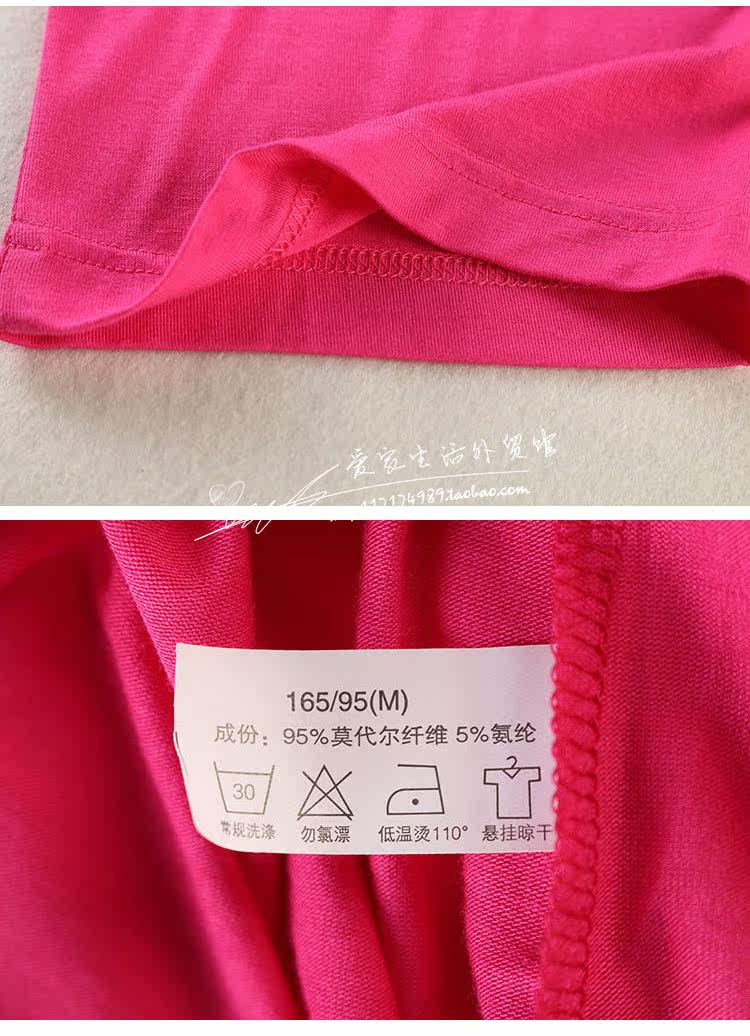 爱家生活外贸馆
117174989.taobao.com
165/95(M)
成份：95%莫代尔纤维 5%氨纶
30
常规洗涤 勿氯漂 低温烫110° 悬挂晾干